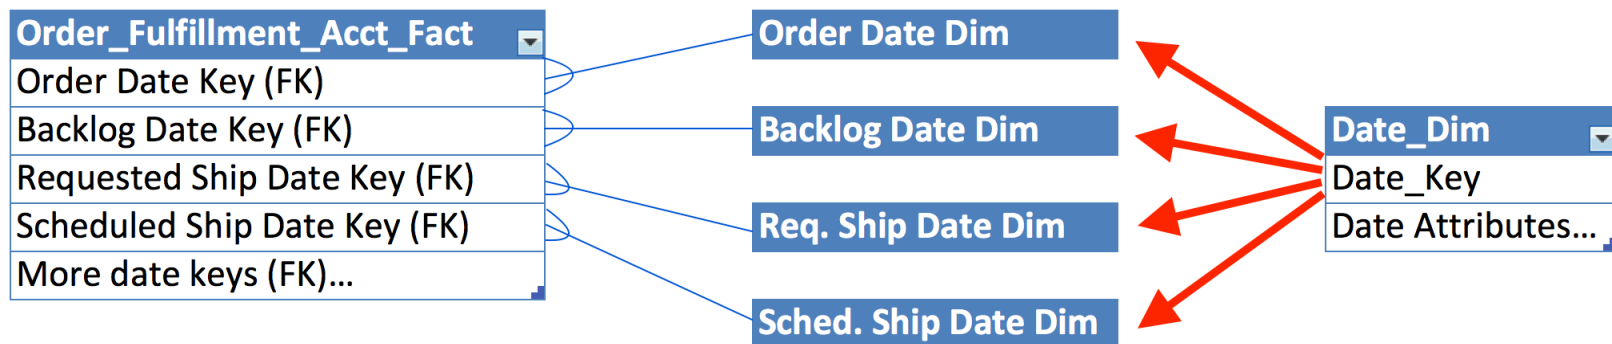 Order_Fulfillment_Acct_Fact
Order Date Key (FK)
Backlog Date Key (FK)
Requested Ship Date Key (FK)
Scheduled Ship Date Key (FK)
More date keys (FK)...
Order Date Dim
Backlog Date Dim
Req. Ship Date Dim
Sched. Ship Date Dim
Date_Dim
Date_Key
Date Attributes...